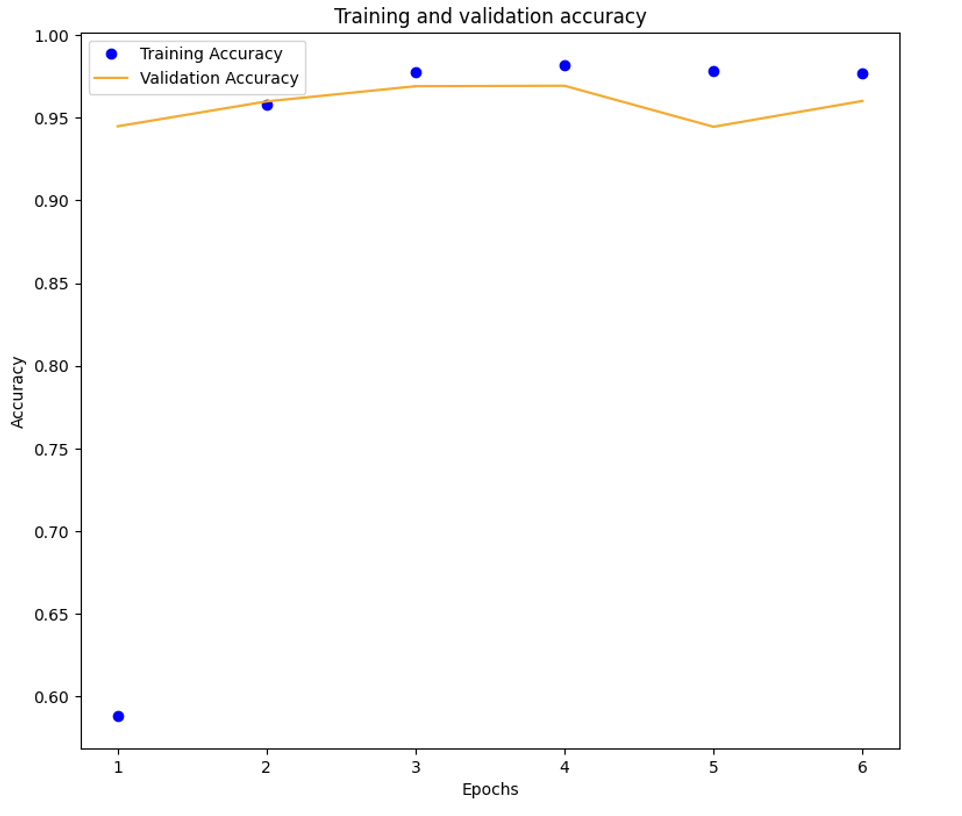 Training and validation accuracy
Training Accuracy
Validation Accuracy
1.00
0.95
0.90
0.85
0.80
0.75
0.70
0.65
0.60
Accuracy
1 2 3 4 5 6
Epochs